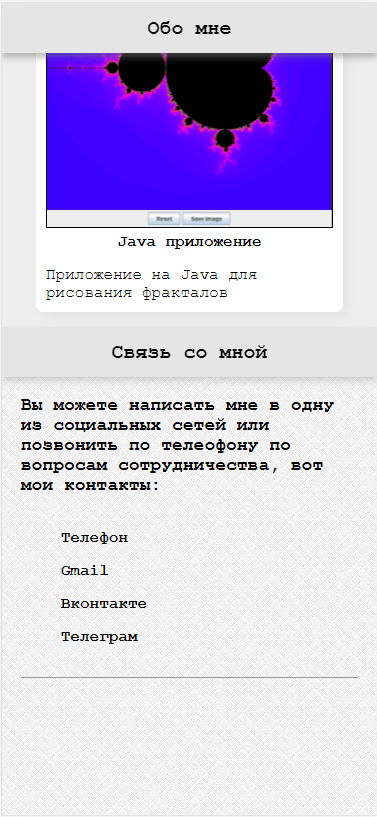 Обо мне
Reset Save image
Java приложение
Приложение на Java для
рисования фракталов
Связь со мной
Вы можете написать мне в одну
из социальных сетей или
позвонить по телеофону по
вопросам сотрудничества, вот
мои контакты:
Телефон
Gmail
Вконтакте
Телеграм